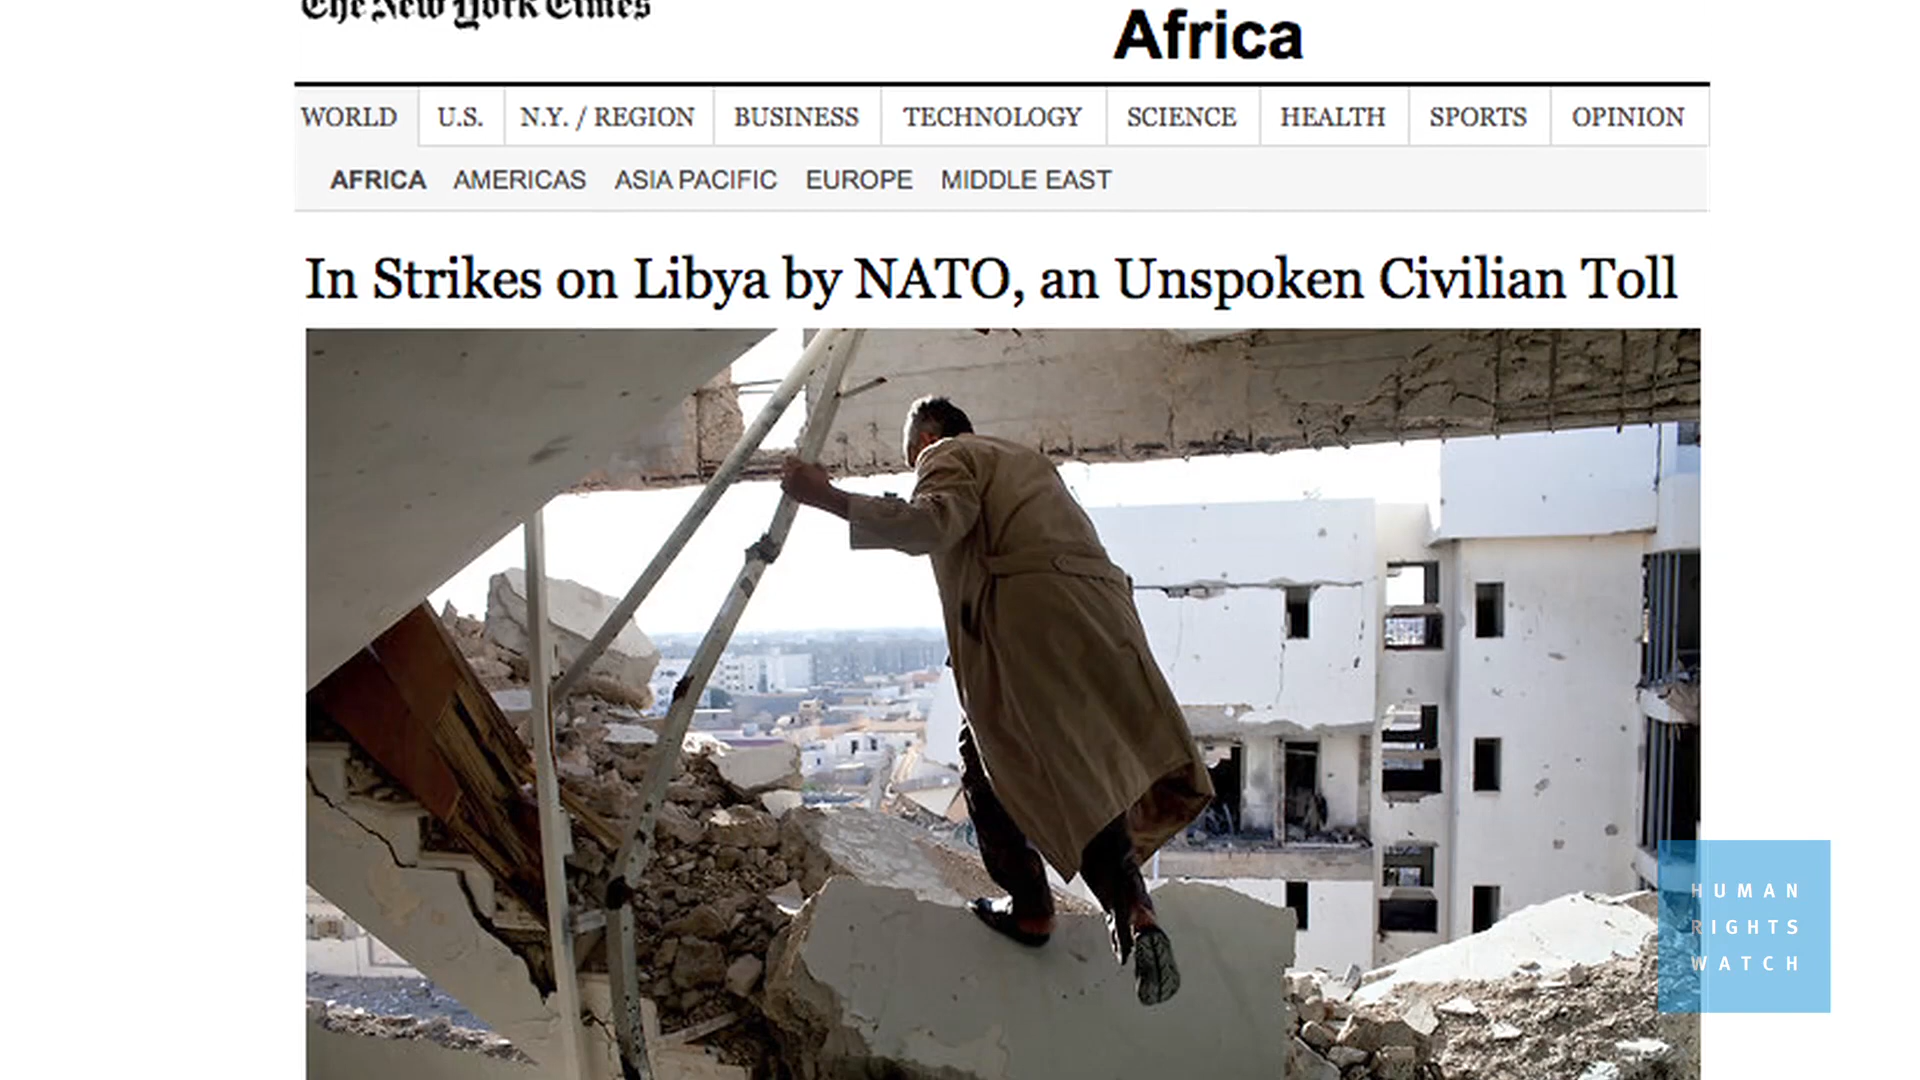 The New York Times
Africa
WORLD U.S. N.Y. / REGION BUSINESS TECHNOLOGY SCIENCE HEALTH SPORTS OPINION
AFRICA AMERICAS ASIA PACIFIC EUROPE MIDDLE EAST
In Strikes on Libya by NATO, an Unspoken Civilian Toll
HUMAN
RIGHTS
WATCH